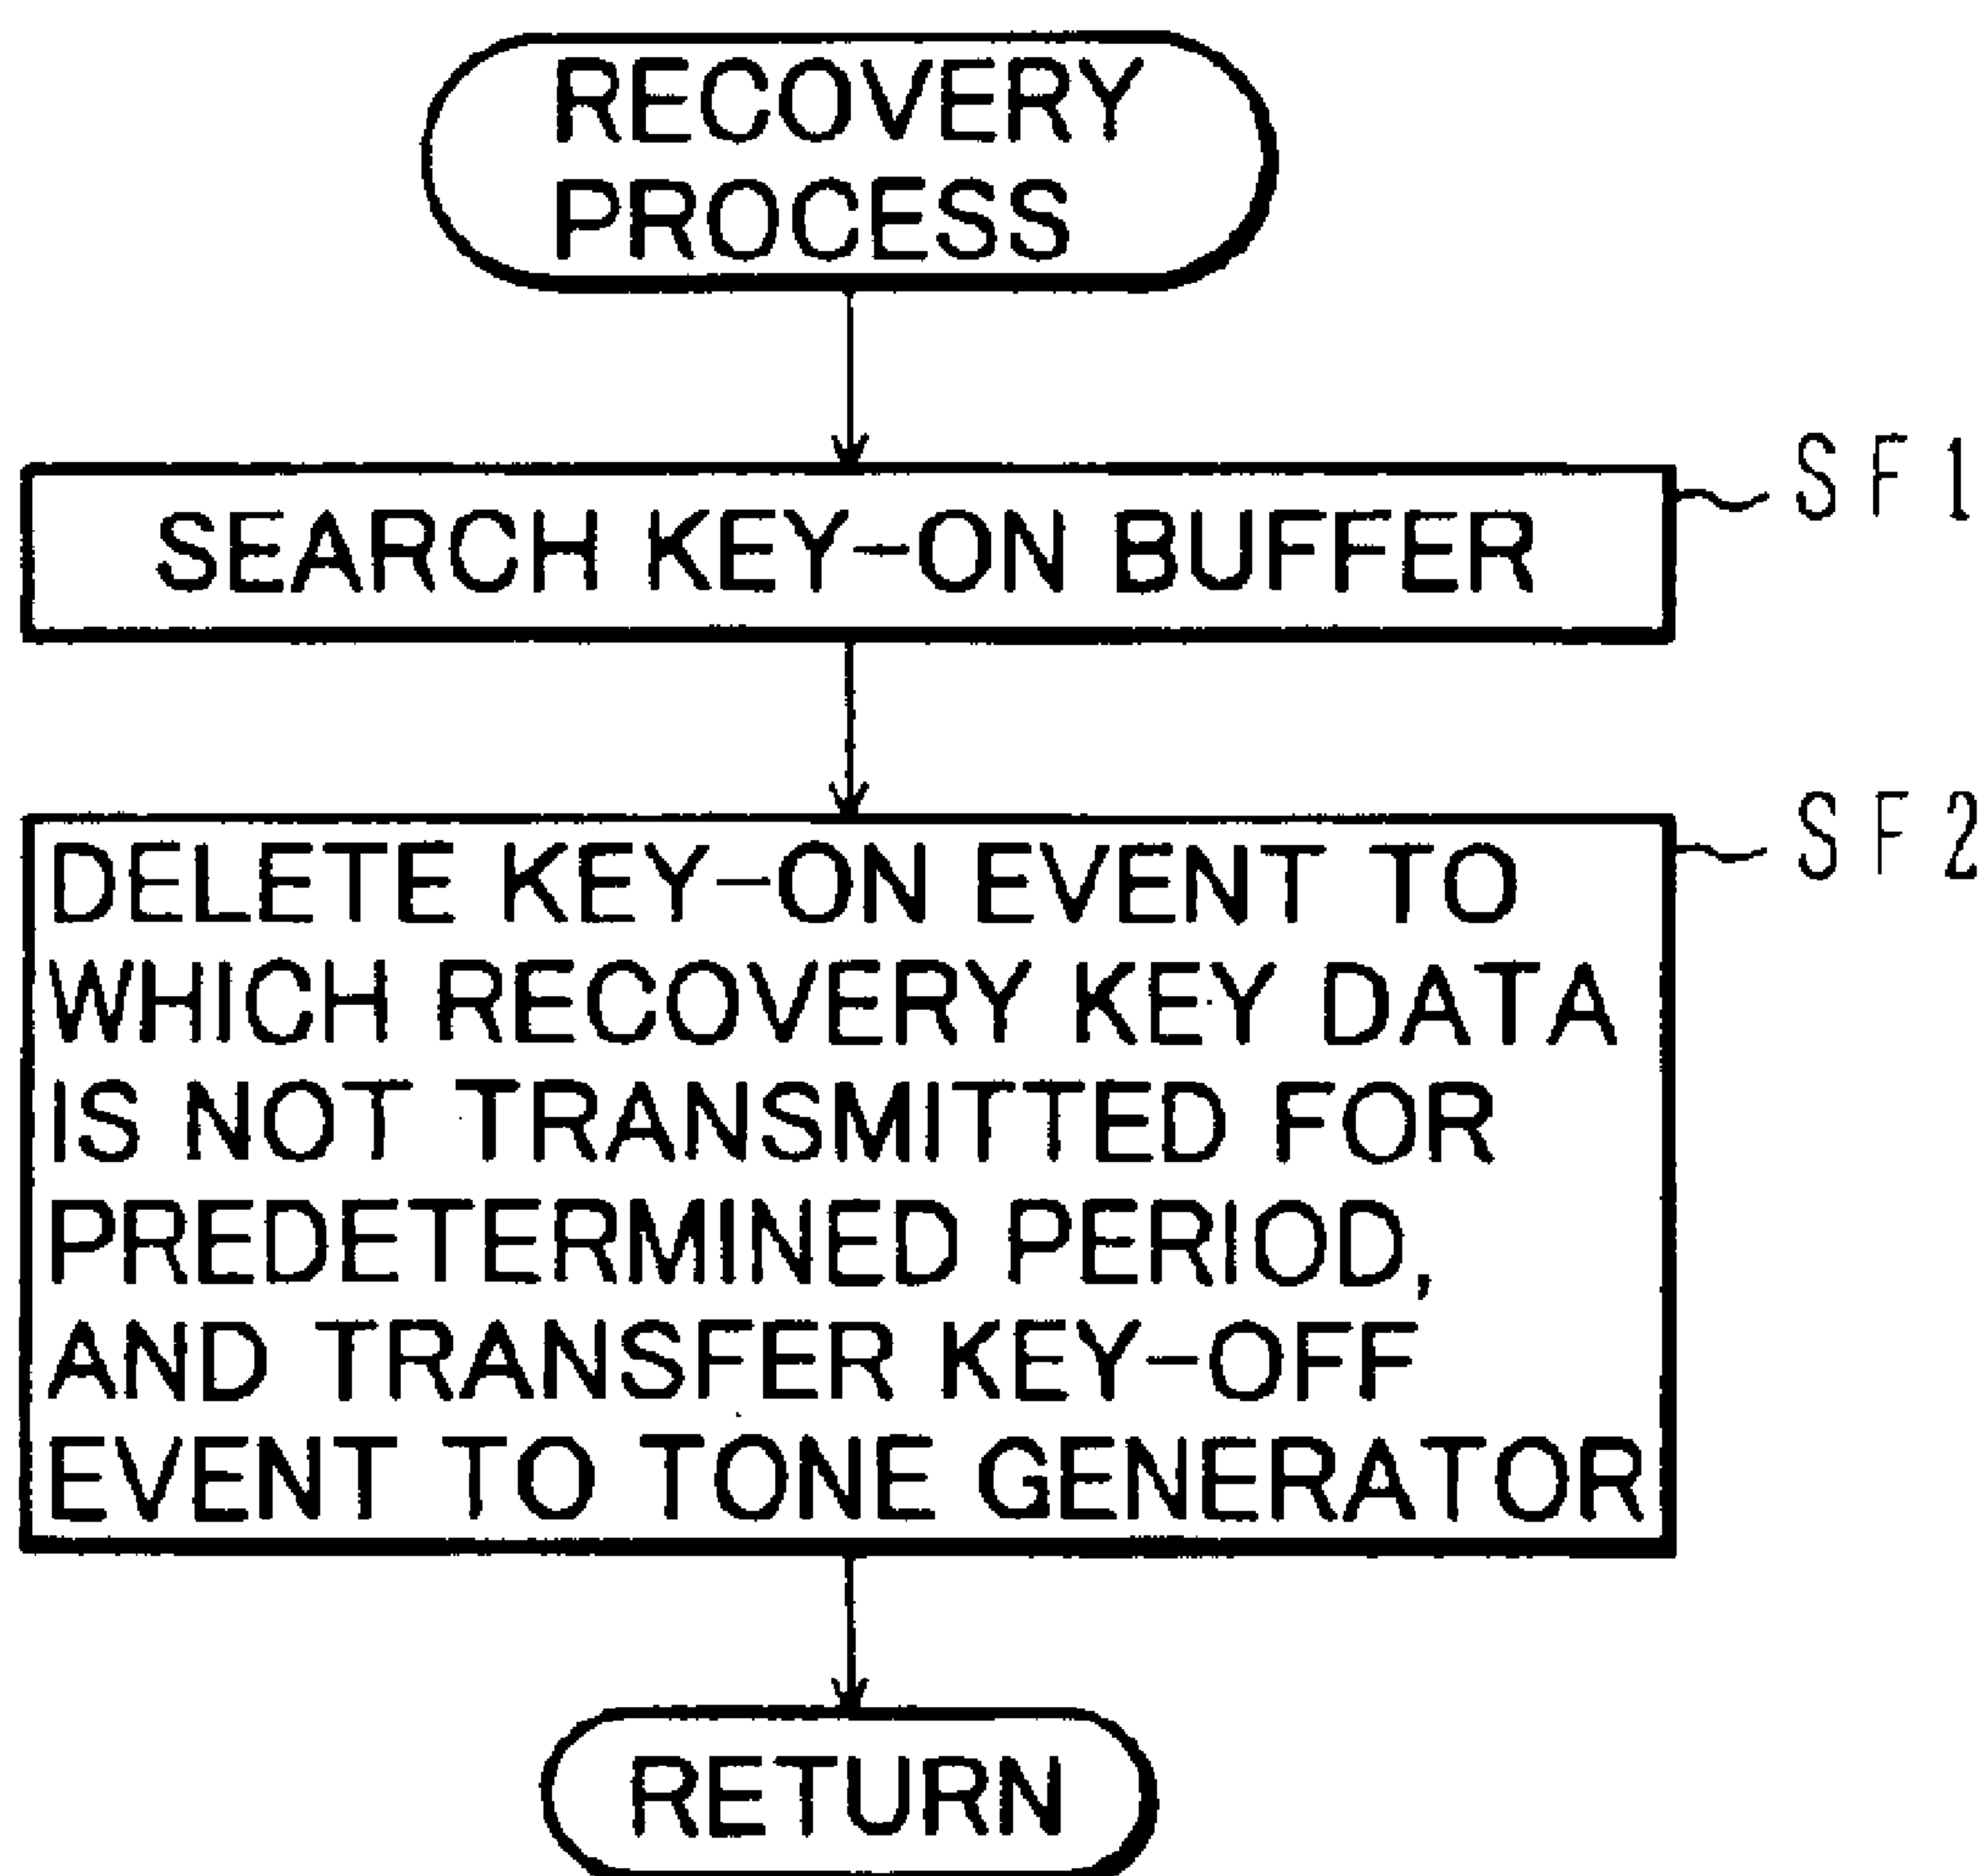 RECOVERY
PROCESS
SEARCH KEY-ON BUFFER
SF1
DELETE KEY-ON EVENT TO
WHICH RECOVERY KEY DATA
IS NOT TRANSMITTED FOR
PREDETERMINED PERIOD,
AND TRANSFER KEY-OFF
EVENT TO TONE GENERATOR
SF2
RETURN